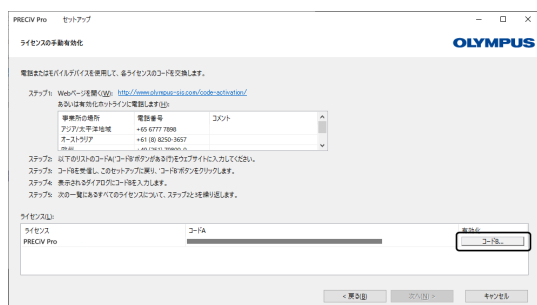 PRECiV Pro セットアップ
ライセンスの手動有効化
OLYMPUS
電話またはモバイルデバイスを使用して、各ライセンスのコードを交換します。
ステップ1: Webページを開く(W): http://www.olympus-sis.com/code-activation/
あるいは有効化ホットラインに電話します(H):
事業所の場所 電話番号 コメント
アジア/太平洋地域 +65 6777 7898
オーストラリア +61 (8) 8250-3657
ステップ2: 以下のリストのコードA('コードB'ボタンがある行)をウェブサイトに入力してください。
ステップ3: コードBを受信し、このセットアップに戻り、'コードB'ボタンをクリックします。
ステップ4: 表示されるダイアログにコードBを入力します。
ステップ5: 次の一覧にあるすべてのライセンスについて、ステップ2と3を繰り返します。
ライセンス(L):
ライセンス コードA 有効化
PRECiV Pro コードB...
< 戻る(B) 次へ(N) > キャンセル